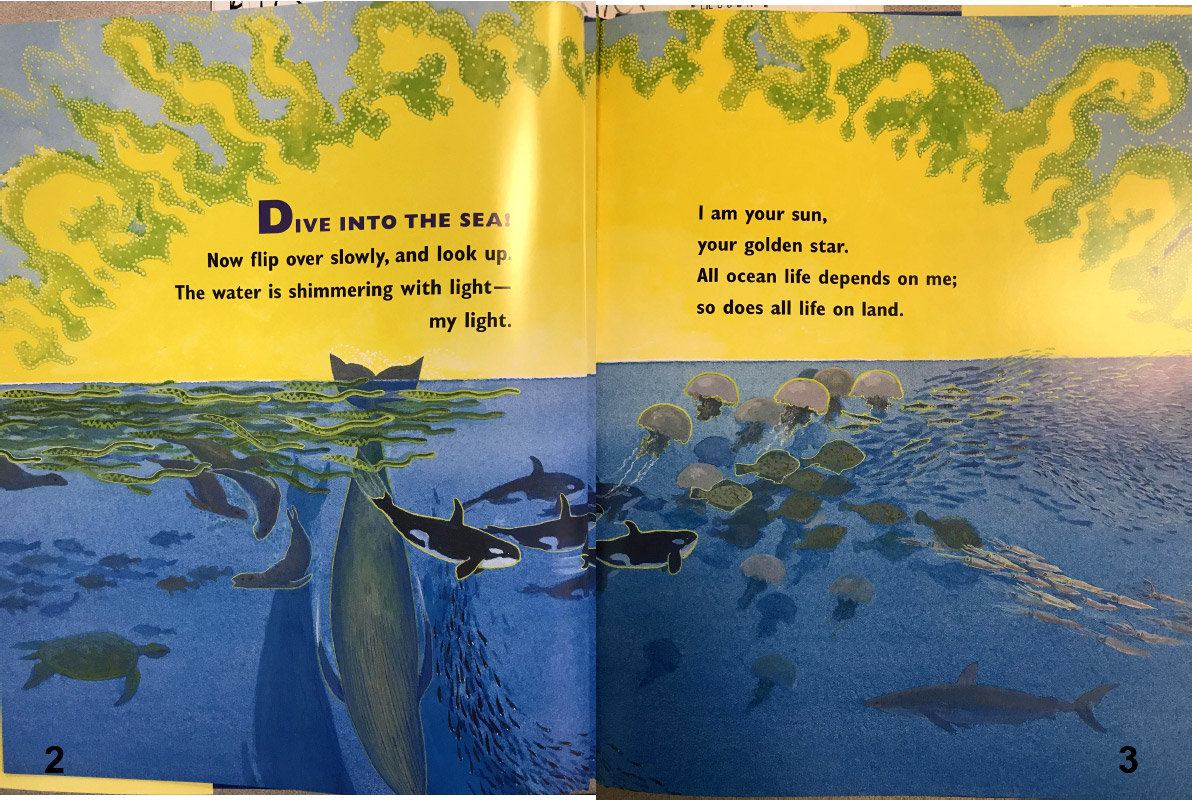 DIVE INTO THE SEA!
Now flip over slowly, and look up.
The water is shimmering with light—
my light.
2
I am your sun,
your golden star.
All ocean life depends on me;
so does all life on land.
3